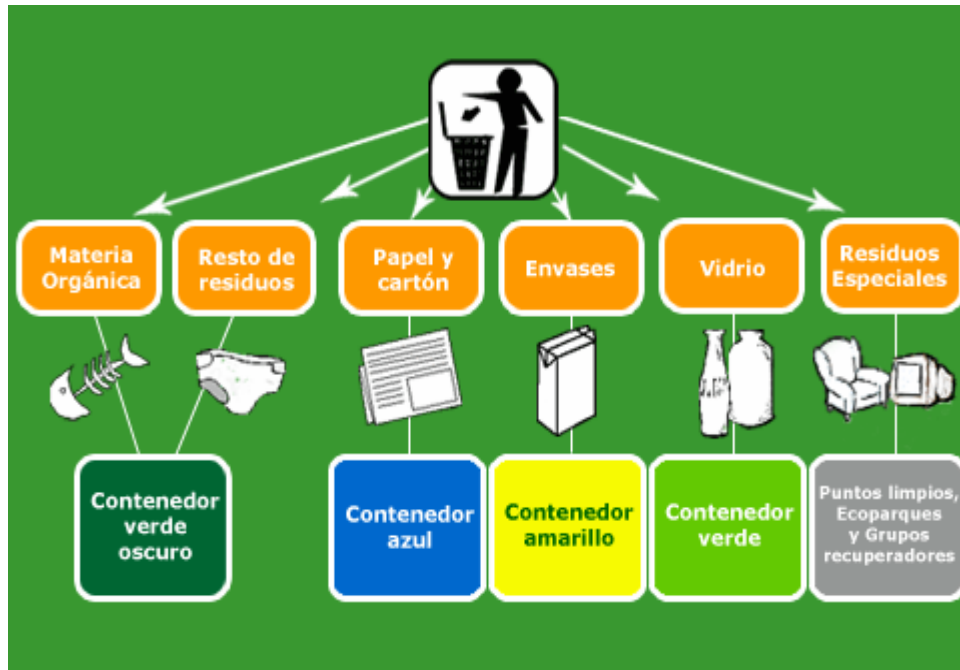 Materia
Orgánica
Resto de
residuos
Papel y
cartón
Envases
Vidrio
Residuos
Especiales
Contenedor
verde
oscuro
Contenedor
azul
Contenedor
amarillo
Contenedor
verde
Puntos limpios,
Ecoparques
y Grupos
recuperadores